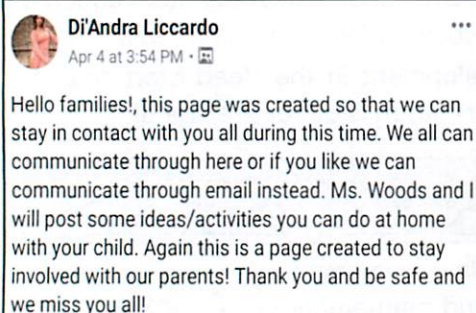 Di'Andra Liccardo
Apr 4 at 3:54 PM ·
Hello families!, this page was created so that we can
stay in contact with you all during this time. We all can
communicate through here or if you like we can
communicate through email instead. Ms. Woods and I
will post some ideas/activities you can do at home
with your child. Again this is a page created to stay
involved with our parents! Thank you and be safe and
we miss you all!